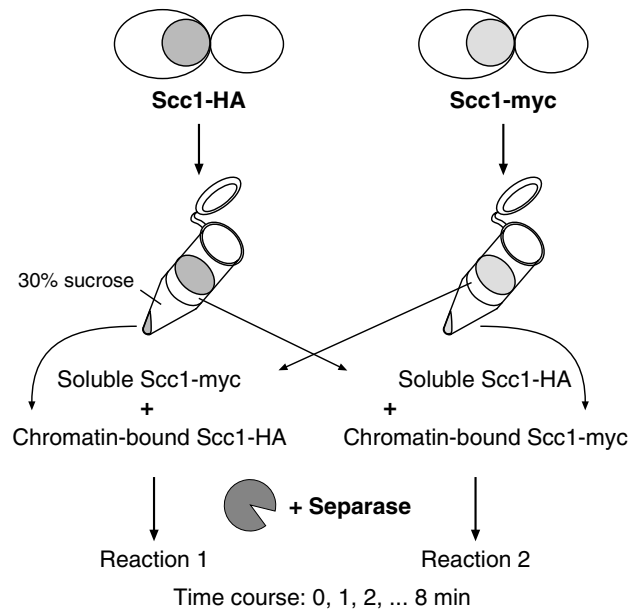 Scc1-HA
Scc1-myc
30% sucrose
Soluble Scc1-myc
+
Chromatin-bound Scc1-HA
Soluble Scc1-HA
+
Chromatin-bound Scc1-myc
+ Separase
Reaction 1
Reaction 2
Time course: 0, 1, 2, ... 8 min